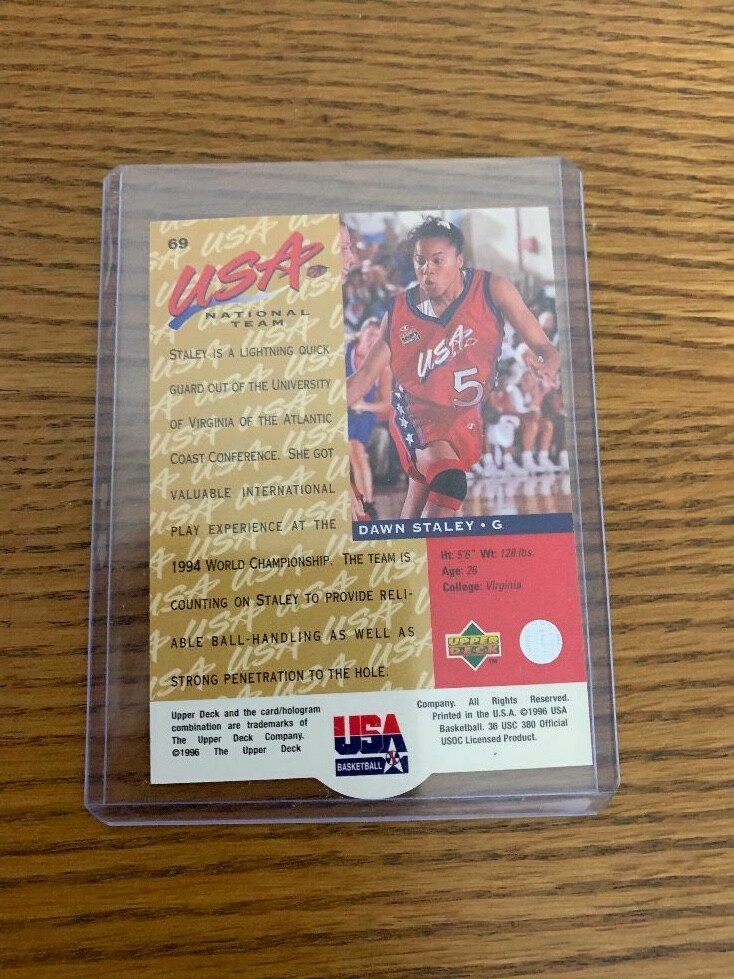 69
USA
NATIONAL
TEAM
STALEY IS A LIGHTNING QUICK
GUARD OUT OF THE UNIVERSITY
OF VIRGINIA OF THE ATLANTIC
COAST CONFERENCE. SHE GOT
VALUABLE INTERNATIONAL
PLAY EXPERIENCE AT THE
1994 WORLD CHAMPIONSHIP. THE TEAM IS
COUNTING ON STALEY TO PROVIDE RELI-
ABLE BALL-HANDLING AS WELL AS
STRONG PENETRATION TO THE HOLE.
USA
5
DAWN STALEY • G
Ht: 5'6" Wt: 128 lbs.
Age: 26
College: Virginia
UPPER
DECK
TM
Upper Deck and the card/hologram
combination are trademarks of
The Upper Deck Company.
©1996 The Upper Deck
USA
BASKETBALL
Company. All Rights Reserved.
Printed in the U.S.A. ©1996 USA
Basketball. 36 USC 380 Official
USOC Licensed Product.